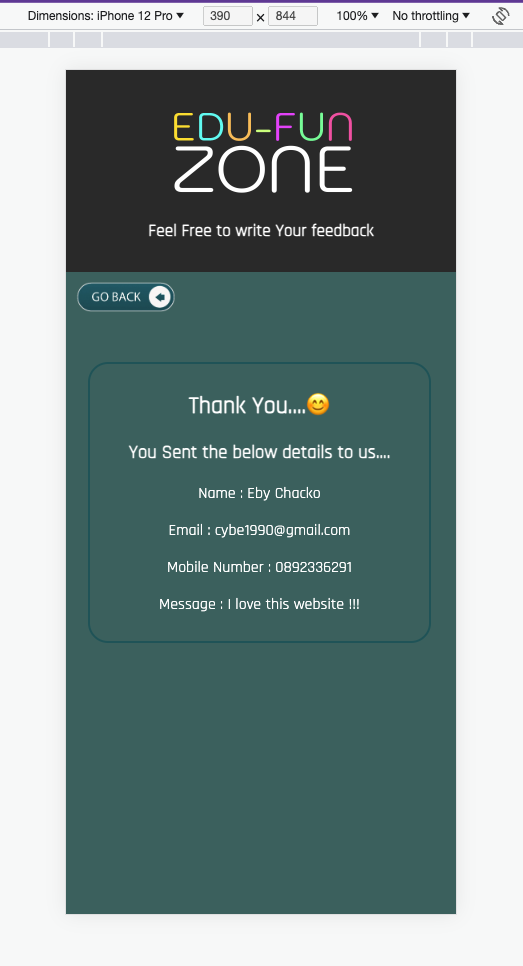 Dimensions: iPhone 12 Pro 390 × 844 100% No throttling
EDU-FUN
ZONE
Feel Free to write Your feedback
GO BACK
Thank You....😊
You Sent the below details to us....
Name : Eby Chacko
Email : cybe1990@gmail.com
Mobile Number : 0892336291
Message : I love this website !!!